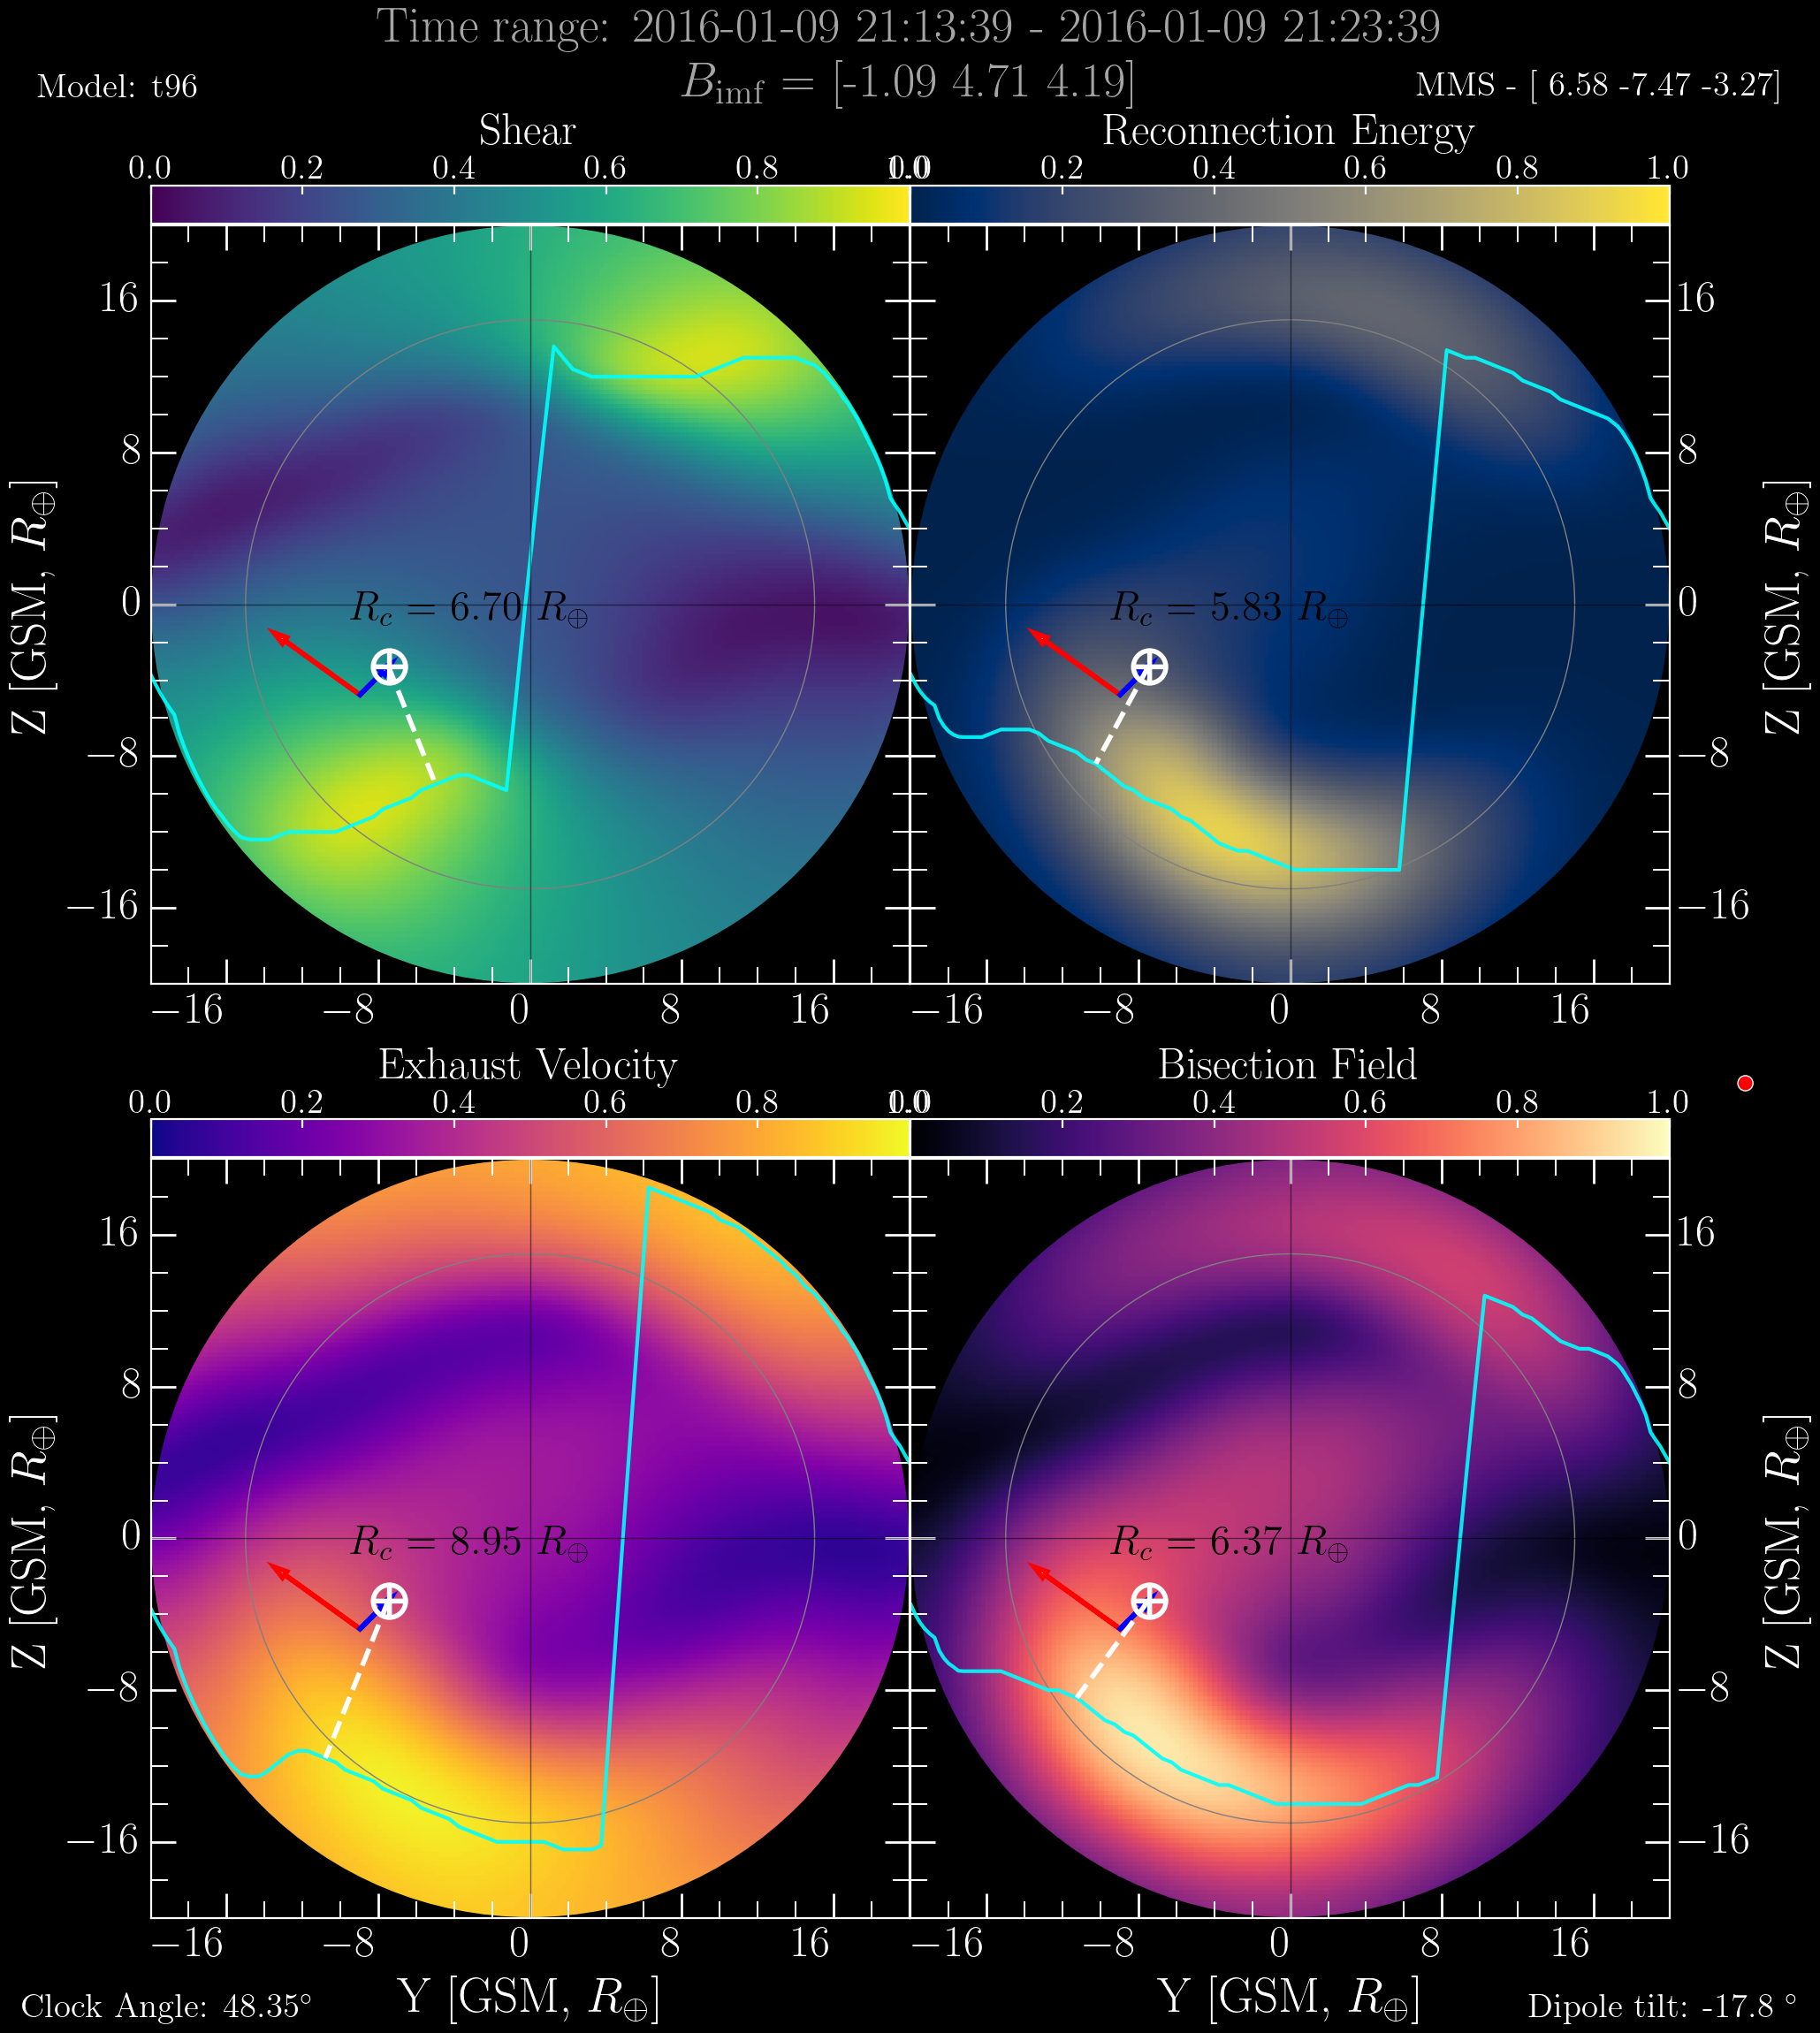 Time range: 2016-01-09 21:13:39 - 2016-01-09 21:23:39
Model: t96
B_imf = [-1.09 4.71 4.19]
MMS - [ 6.58 -7.47 -3.27]
Shear
Reconnection Energy
0.0 0.2 0.4 0.6 0.8 1.0
0.0 0.2 0.4 0.6 0.8 1.0
16
8
0
−8
−16
Z [GSM, R⊕]
R_c = 6.70 R⊕
R_c = 5.83 R⊕
16
8
0
−8
−16
Z [GSM, R⊕]
−16 −8 0 8 16
−16 −8 0 8 16
Exhaust Velocity
Bisection Field
0.0 0.2 0.4 0.6 0.8 1.0
0.0 0.2 0.4 0.6 0.8 1.0
16
8
0
−8
−16
Z [GSM, R⊕]
R_c = 8.95 R⊕
R_c = 6.37 R⊕
16
8
0
−8
−16
Z [GSM, R⊕]
−16 −8 0 8 16
−16 −8 0 8 16
Y [GSM, R⊕]
Y [GSM, R⊕]
Clock Angle: 48.35°
Dipole tilt: -17.8 °